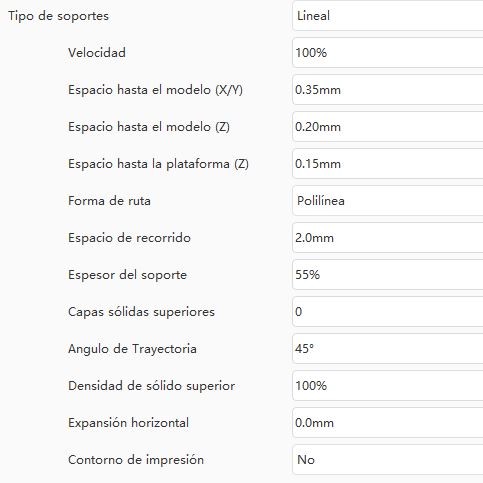 Tipo de soportes Lineal
Velocidad 100%
Espacio hasta el modelo (X/Y) 0.35mm
Espacio hasta el modelo (Z) 0.20mm
Espacio hasta la plataforma (Z) 0.15mm
Forma de ruta Polilínea
Espacio de recorrido 2.0mm
Espesor del soporte 55%
Capas sólidas superiores 0
Angulo de Trayectoria 45°
Densidad de sólido superior 100%
Expansión horizontal 0.0mm
Contorno de impresión No